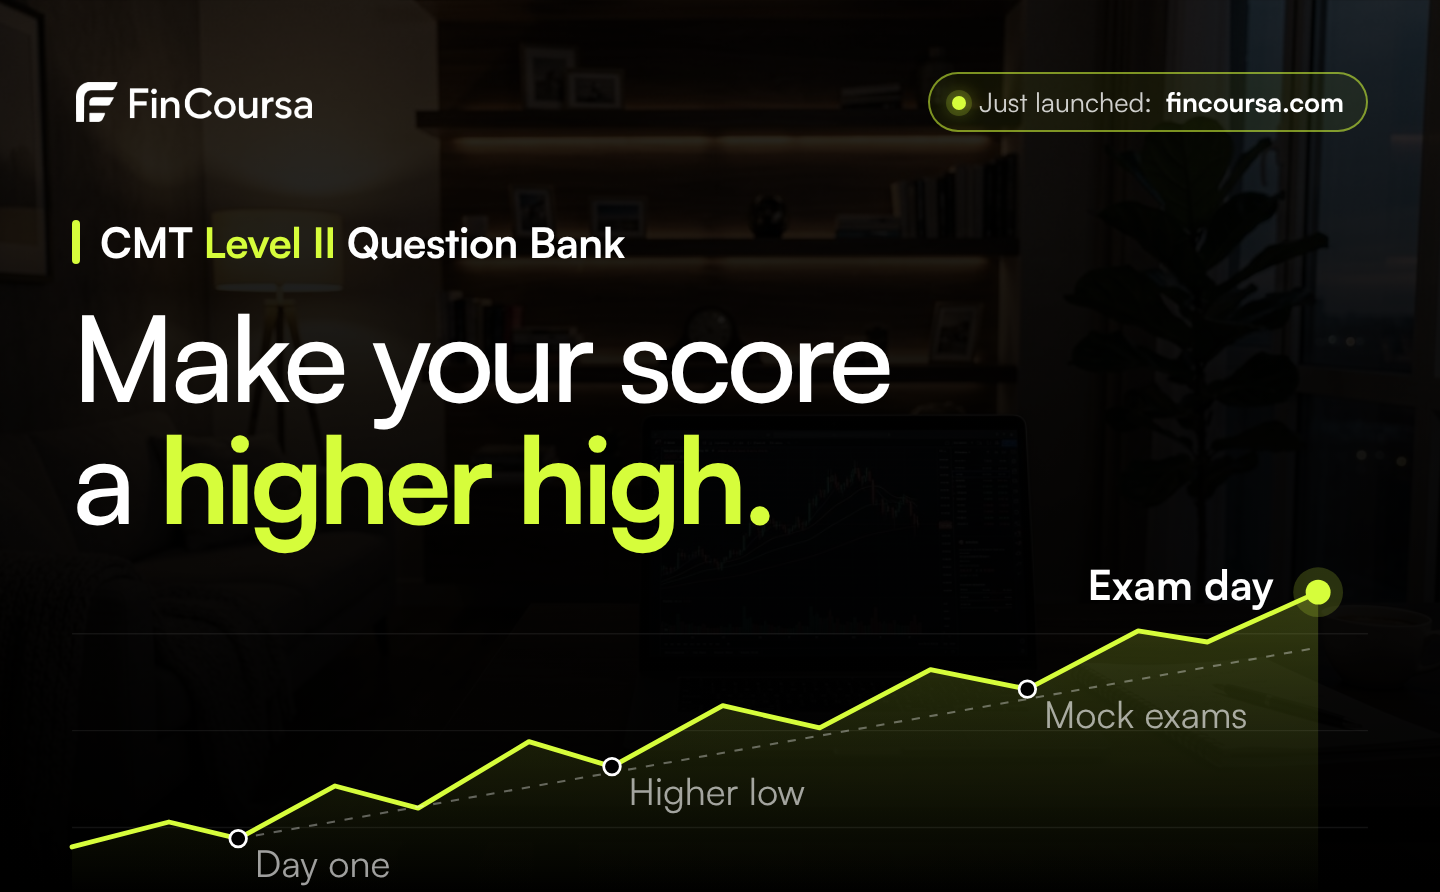 FinCoursa
Just launched: fincoursa.com
CMT Level II Question Bank
Make your score
a higher high.
Exam day
Mock exams
Higher low
Day one